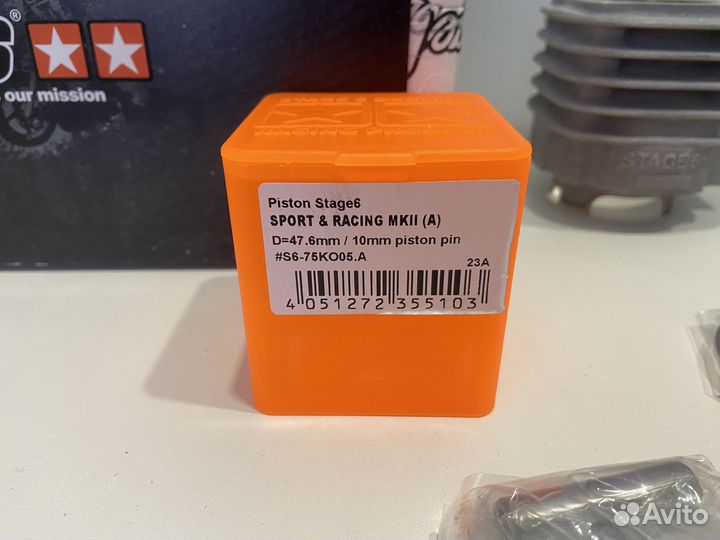 our mission
Piston Stage6
SPORT & RACING MKII (A)
D=47.6mm / 10mm piston pin
#S6-75KO05.A
23A
4 051272 355103
STAGE6
Avito